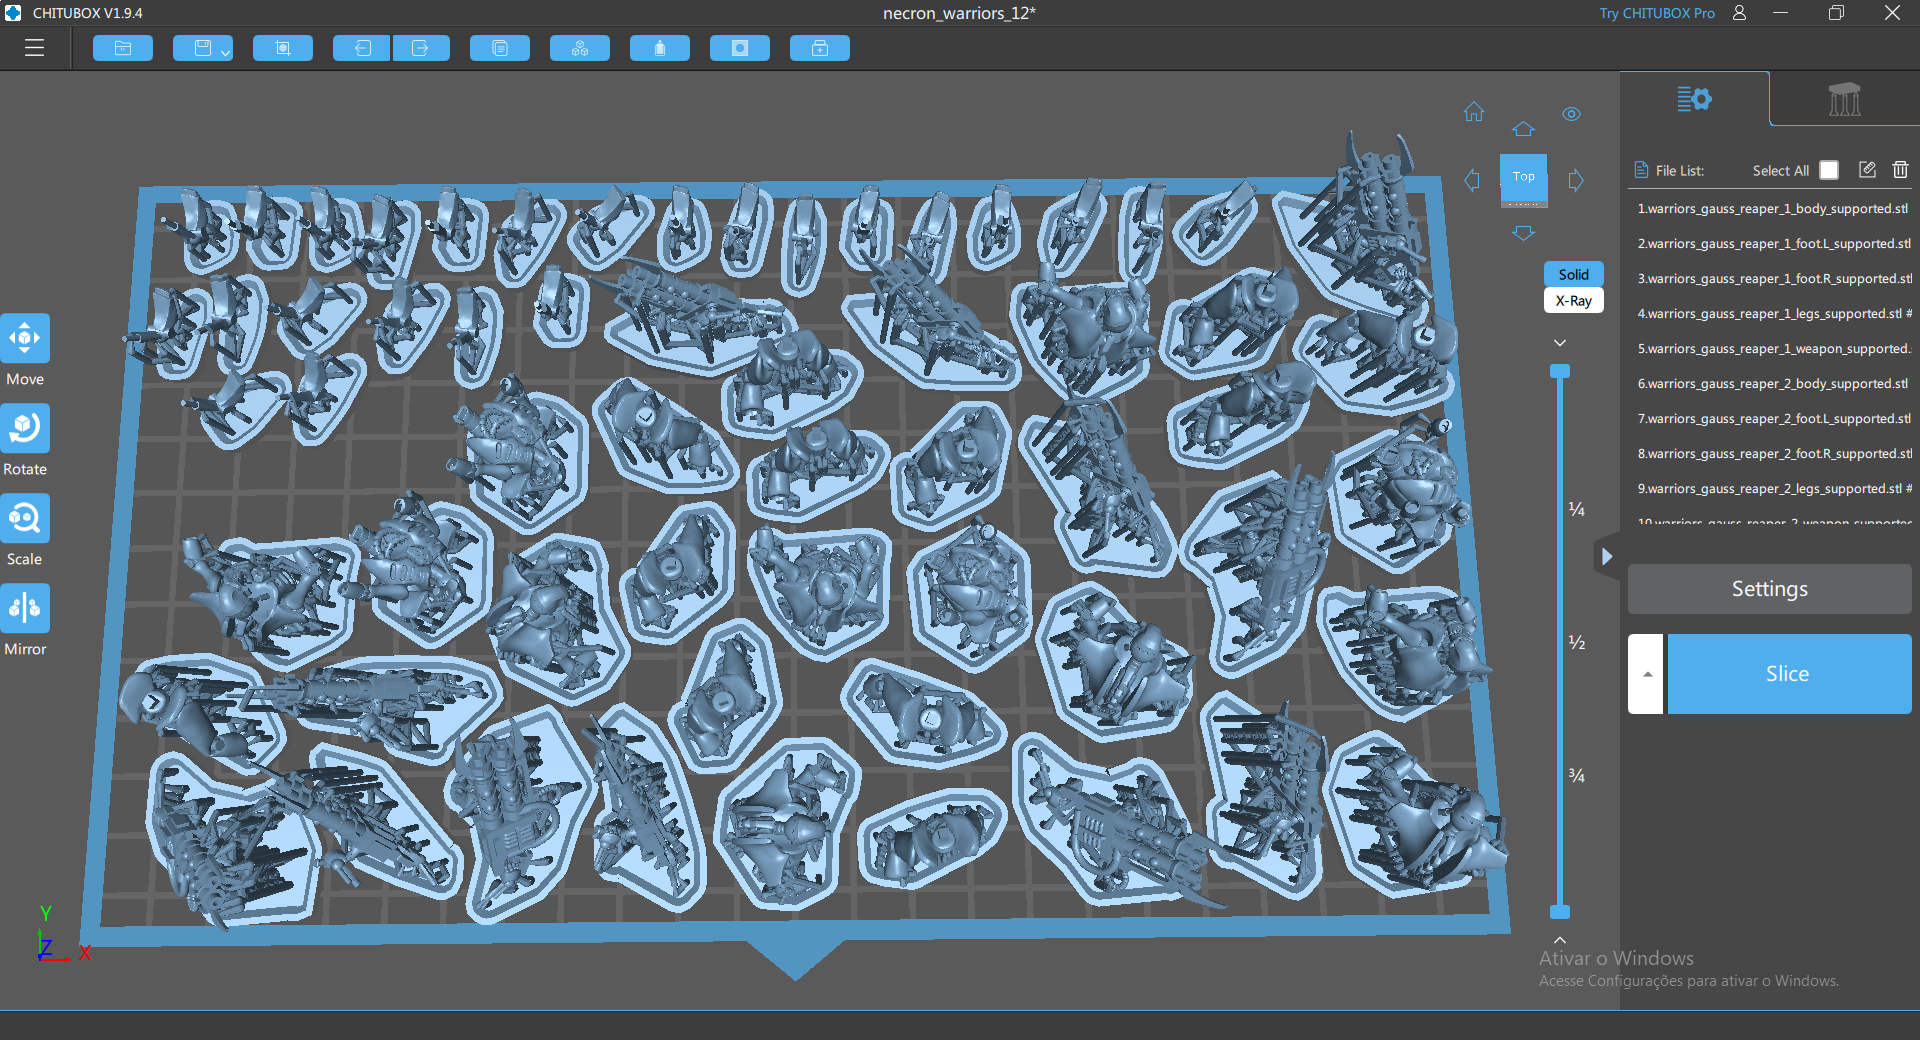 CHITUBOX V1.9.4
necron_warriors_12*
Try CHITUBOX Pro
Top
Solid
X-Ray
¼
½
¾
Move
Rotate
Scale
Mirror
File List:
Select All
1.warriors_gauss_reaper_1_body_supported.stl
2.warriors_gauss_reaper_1_foot.L_supported.stl
3.warriors_gauss_reaper_1_foot.R_supported.stl
4.warriors_gauss_reaper_1_legs_supported.stl #
5.warriors_gauss_reaper_1_weapon_supported.
6.warriors_gauss_reaper_2_body_supported.stl
7.warriors_gauss_reaper_2_foot.L_supported.stl
8.warriors_gauss_reaper_2_foot.R_supported.stl
9.warriors_gauss_reaper_2_legs_supported.stl #
10.warriors_gauss_reaper_2_weapon_supported
Settings
Slice
Y
Z
X
Ativar o Windows
Acesse Configurações para ativar o Windows.